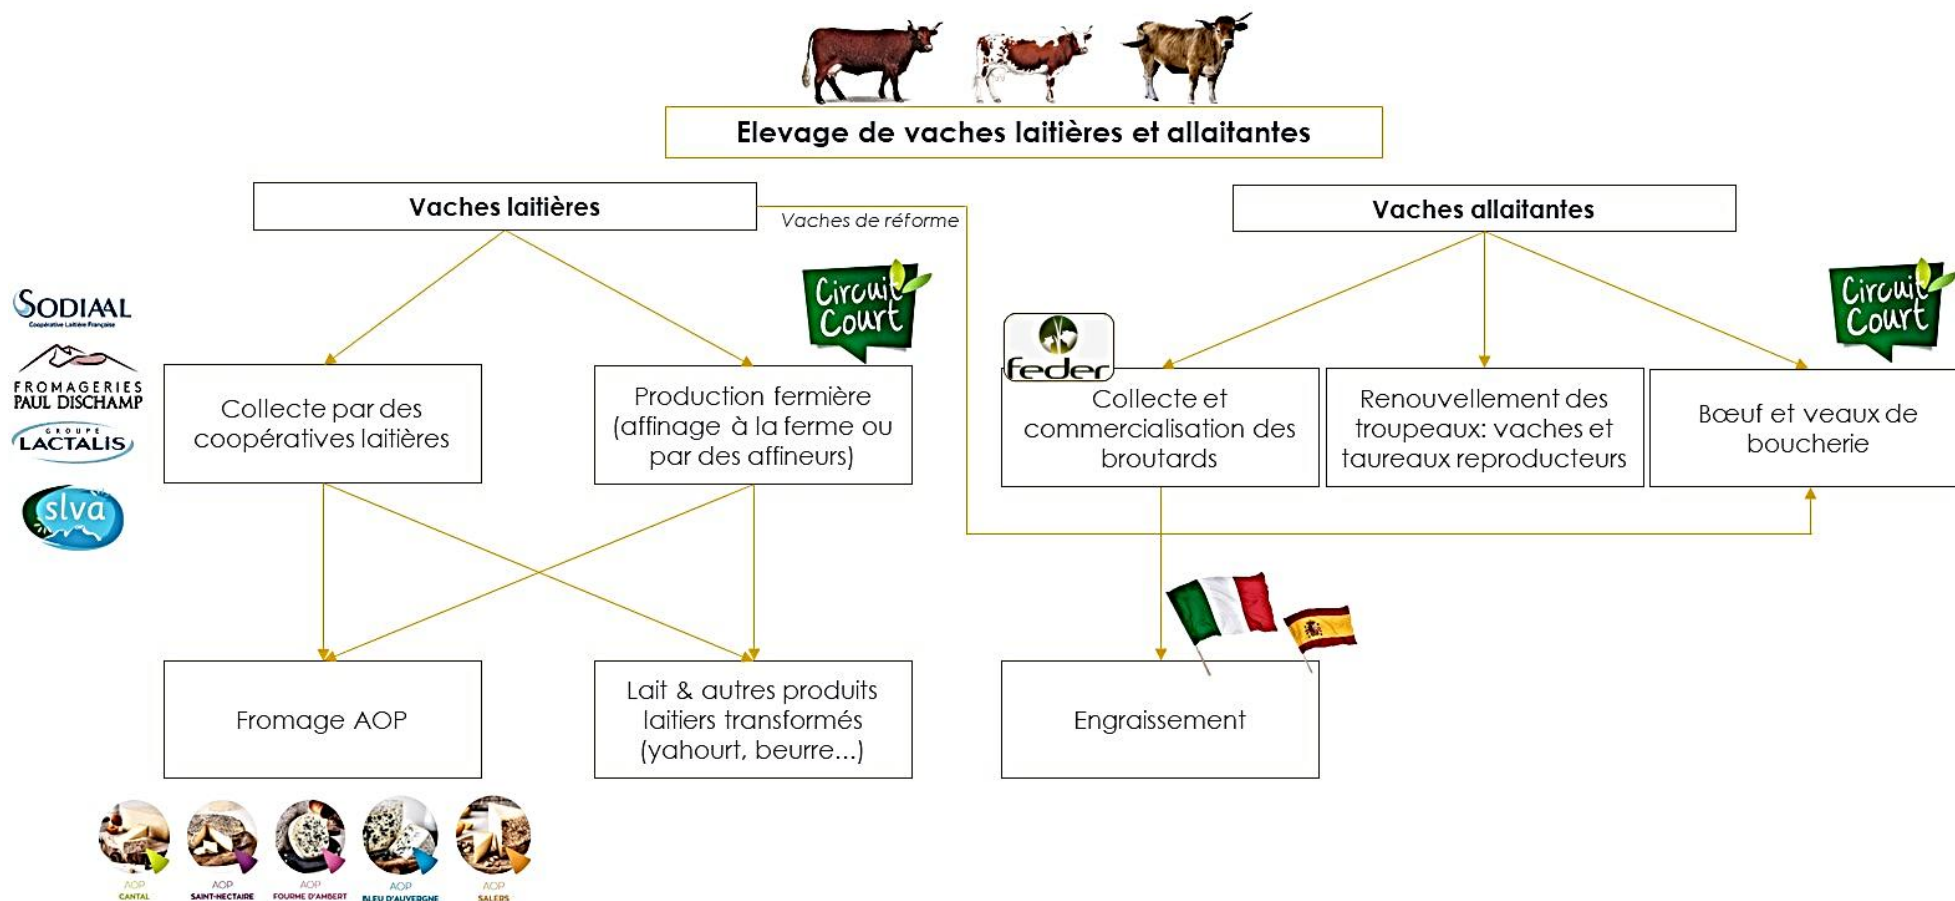 Elevage de vaches laitières et allaitantes
Vaches laitières
Vaches de réforme
Vaches allaitantes
Circuit
Court
Circuit
Court
SODIAAL
Coopérative Laitière Française
FROMAGERIES
PAUL DISCHAMP
GROUPE
LACTALIS
slva
feder
Collecte par des
coopératives laitières
Production fermière
(affinage à la ferme ou
par des affineurs)
Collecte et
commercialisation des
broutards
Renouvellement des
troupeaux: vaches et
taureaux reproducteurs
Bœuf et veaux de
boucherie
Fromage AOP
Lait & autres produits
laitiers transformés
(yahourt, beurre...)
Engraissement
AOP
CANTAL
AOP
SAINT-NECTAIRE
AOP
FOURME D'AMBERT
AOP
BLEU D'AUVERGNE
AOP
SALERS